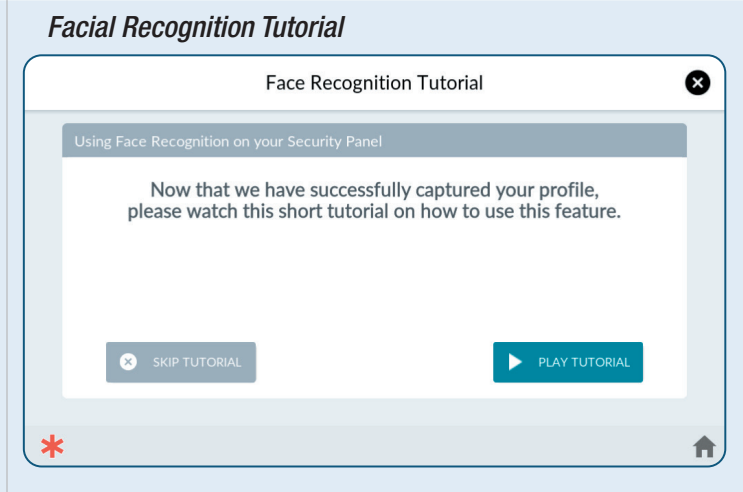 Facial Recognition Tutorial
Face Recognition Tutorial
Using Face Recognition on your Security Panel
Now that we have successfully captured your profile,
please watch this short tutorial on how to use this feature.
SKIP TUTORIAL
PLAY TUTORIAL